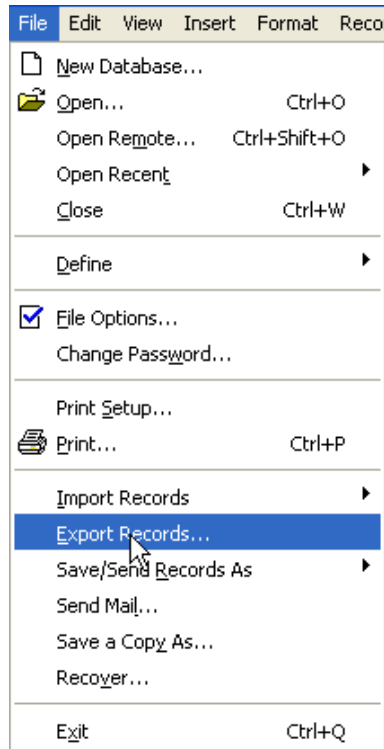 File Edit View Insert Format Reco
New Database...
Open... Ctrl+O
Open Remote... Ctrl+Shift+O
Open Recent
Close Ctrl+W
Define
File Options...
Change Password...
Print Setup...
Print... Ctrl+P
Import Records
Export Records...
Save/Send Records As
Send Mail...
Save a Copy As...
Recover...
Exit Ctrl+Q